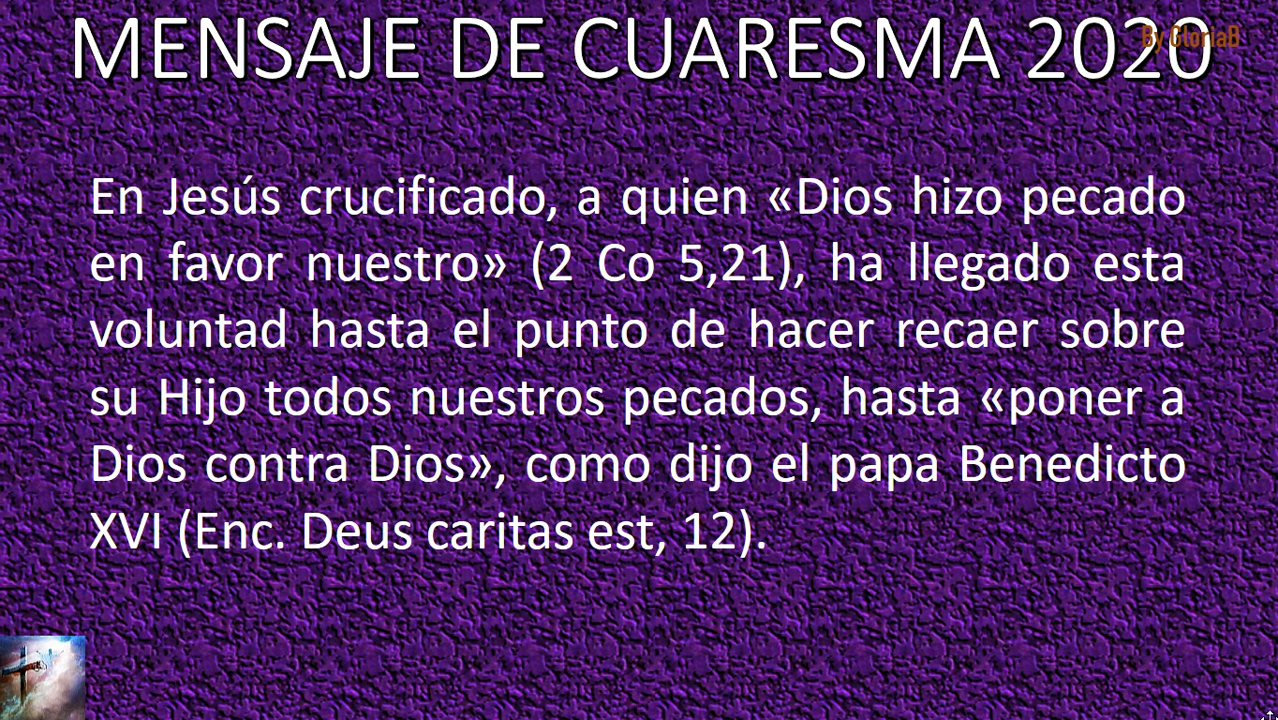 MENSAJE DE CUARESMA 2020
By GloriaB
En Jesús crucificado, a quien «Dios hizo pecado
en favor nuestro» (2 Co 5,21), ha llegado esta
voluntad hasta el punto de hacer recaer sobre
su Hijo todos nuestros pecados, hasta «poner a
Dios contra Dios», como dijo el papa Benedicto
XVI (Enc. Deus caritas est, 12).